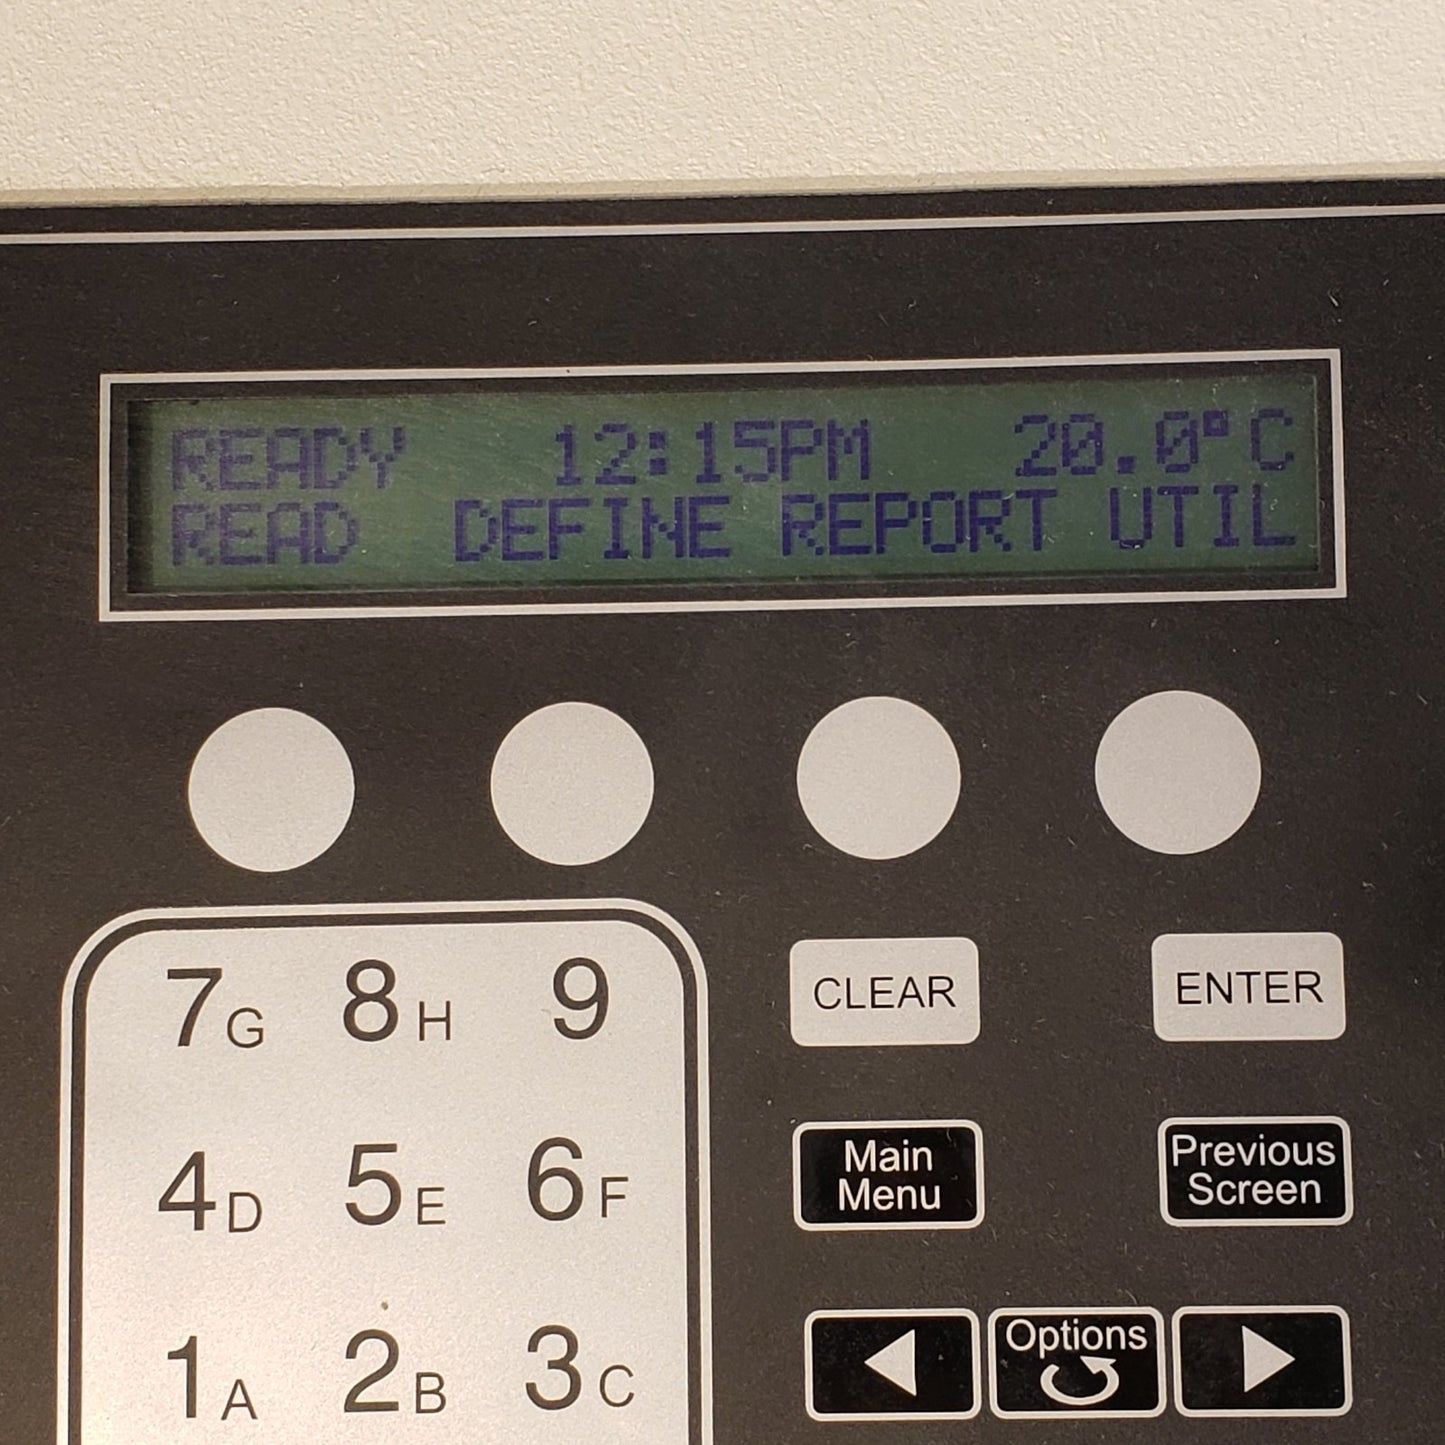 READY 12:15PM 20.0°C
READ DEFINE REPORT UTIL
7G 8H 9
CLEAR ENTER
4D 5E 6F
Main
Menu
Previous
Screen
1A 2B 3C
Options